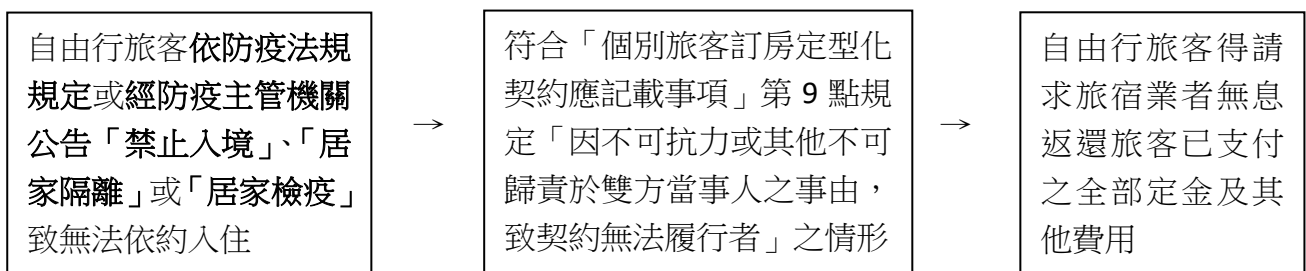 自由行旅客依防疫法規
規定或經防疫主管機關
公告「禁止入境」、「居
家隔離」或「居家檢疫」
致無法依約入住
→
符合「個別旅客訂房定型化
契約應記載事項」第 9 點規
定「因不可抗力或其他不可
歸責於雙方當事人之事由，
致契約無法履行者」之情形
→
自由行旅客得請
求旅宿業者無息
返還旅客已支付
之全部定金及其
他費用